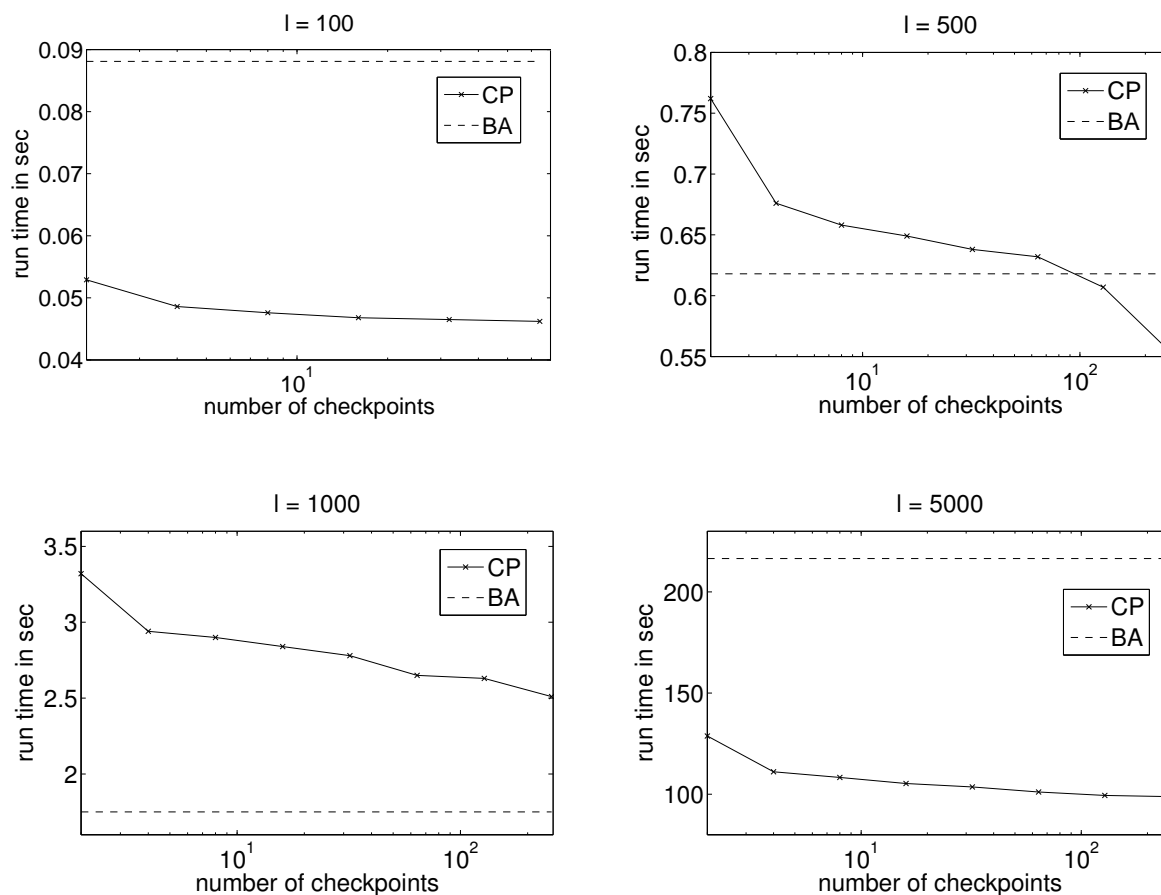 l = 100
0.09
0.08
0.07
0.06
0.05
0.04
run time in sec
CP
BA
10^1
number of checkpoints
l = 500
0.8
0.75
0.7
0.65
0.6
0.55
run time in sec
CP
BA
10^1
10^2
number of checkpoints
l = 1000
3.5
3
2.5
2
run time in sec
CP
BA
10^1
10^2
number of checkpoints
l = 5000
200
150
100
run time in sec
CP
BA
10^1
10^2
number of checkpoints